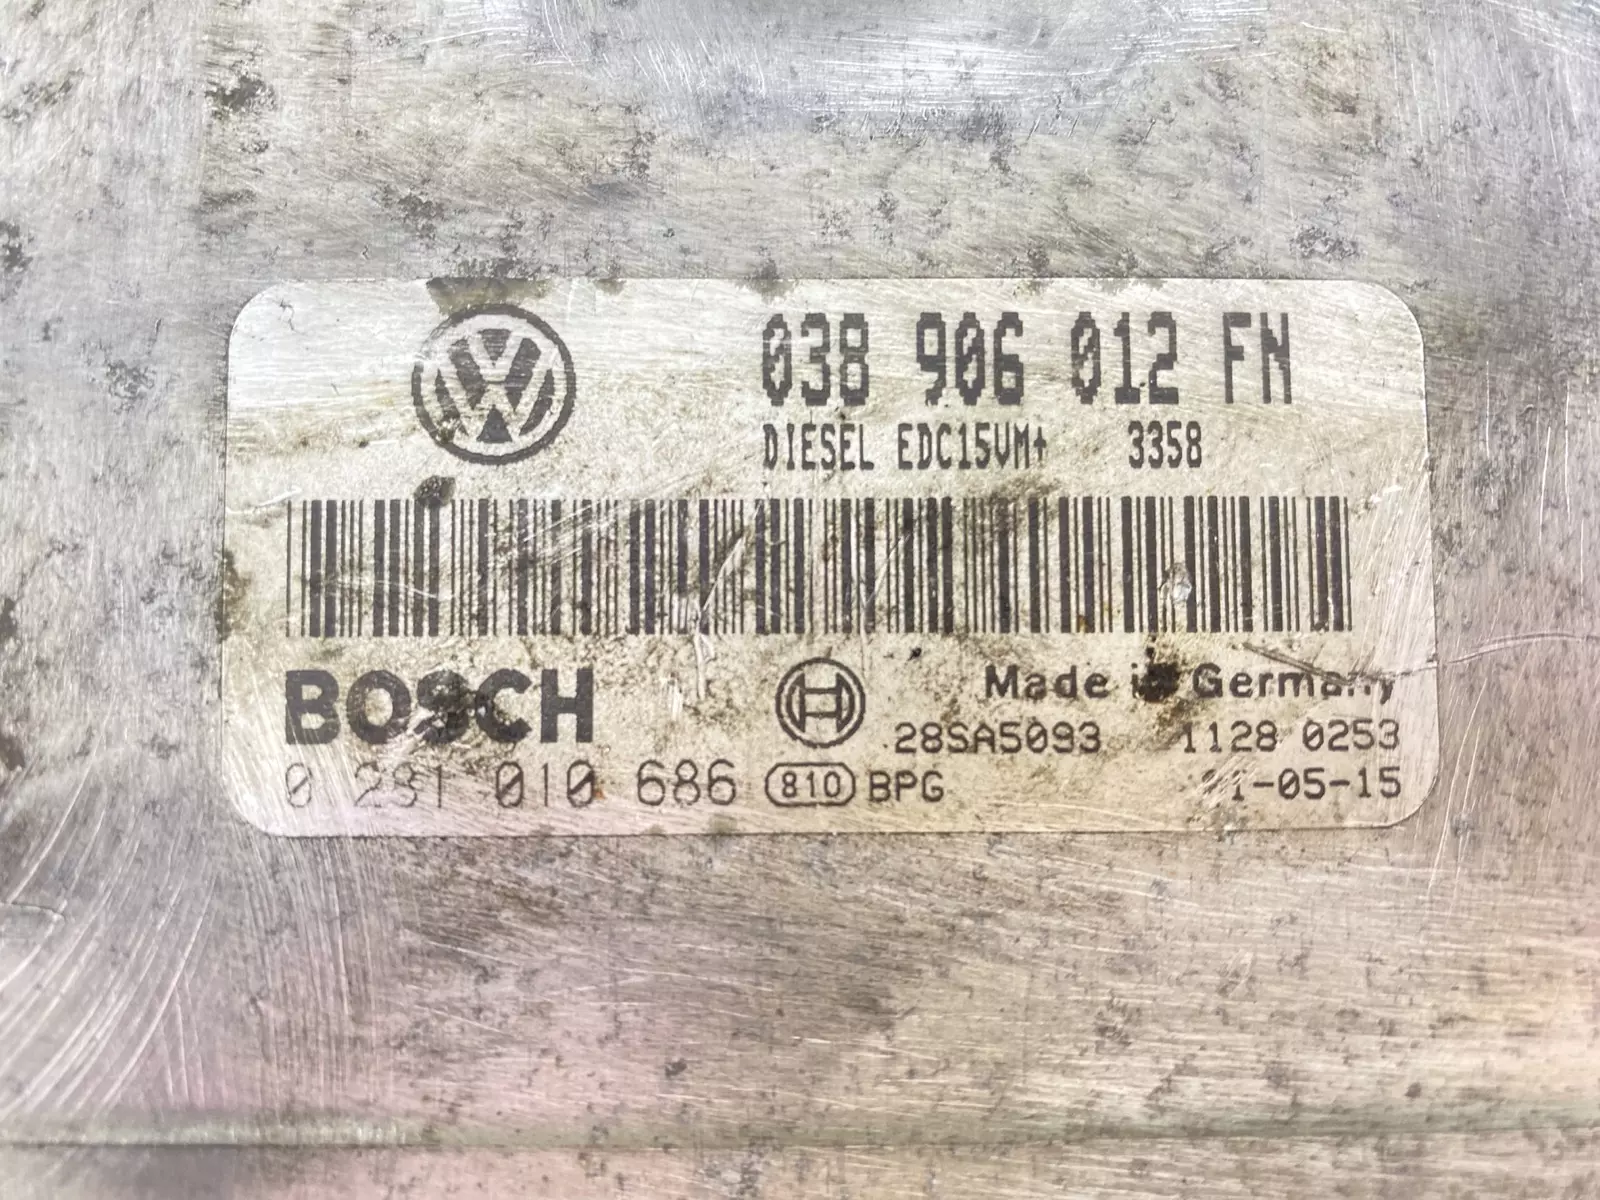 038 906 012 FN
DIESEL EDC15VM+ 3358
BOSCH
Made in Germany
28SA5093 1128 0253
0 281 010 686 810 BPG -05-15